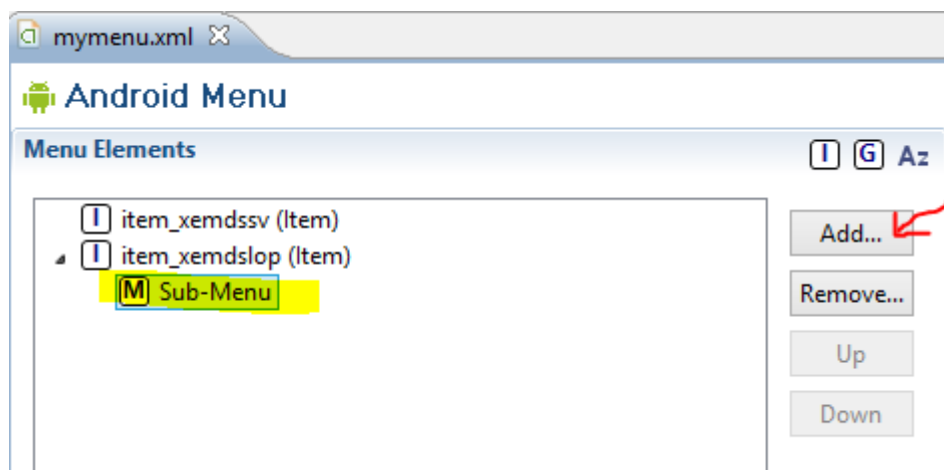 mymenu.xml
Android Menu
Menu Elements
I G Az
I item_xemdssv (Item)
I item_xemdslop (Item)
M Sub-Menu
Add...
Remove...
Up
Down